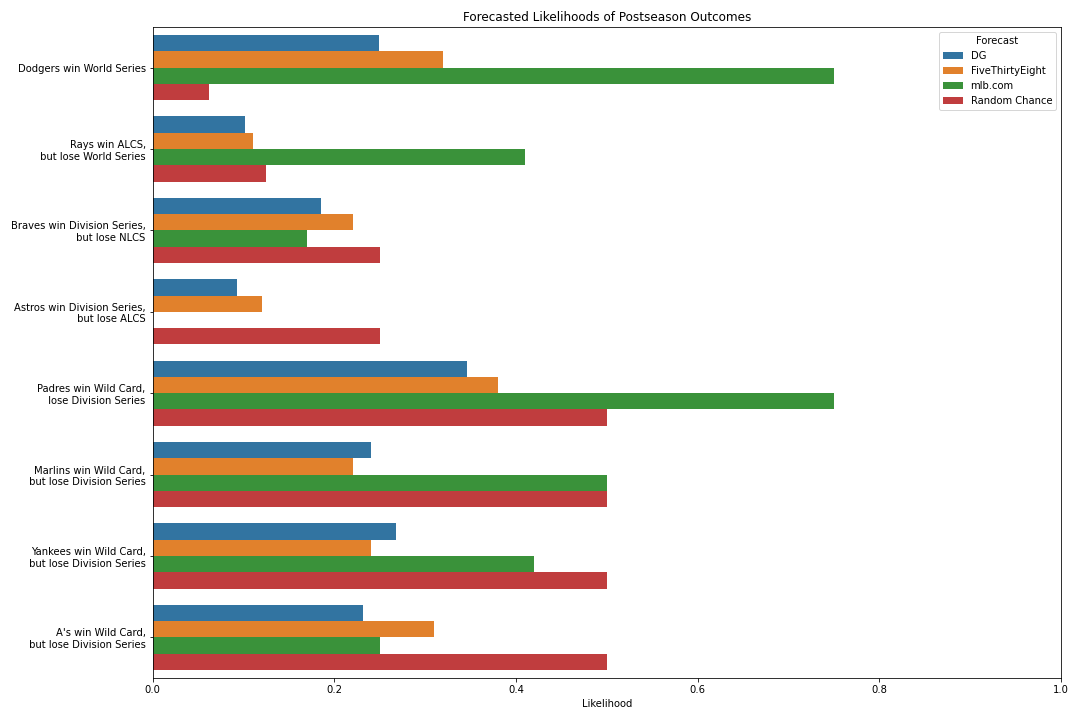 Forecasted Likelihoods of Postseason Outcomes
Forecast
DG
FiveThirtyEight
mlb.com
Random Chance
Dodgers win World Series
Rays win ALCS,
but lose World Series
Braves win Division Series,
but lose NLCS
Astros win Division Series,
but lose ALCS
Padres win Wild Card,
lose Division Series
Marlins win Wild Card,
but lose Division Series
Yankees win Wild Card,
but lose Division Series
A's win Wild Card,
but lose Division Series
0.0 0.2 0.4 0.6 0.8 1.0
Likelihood